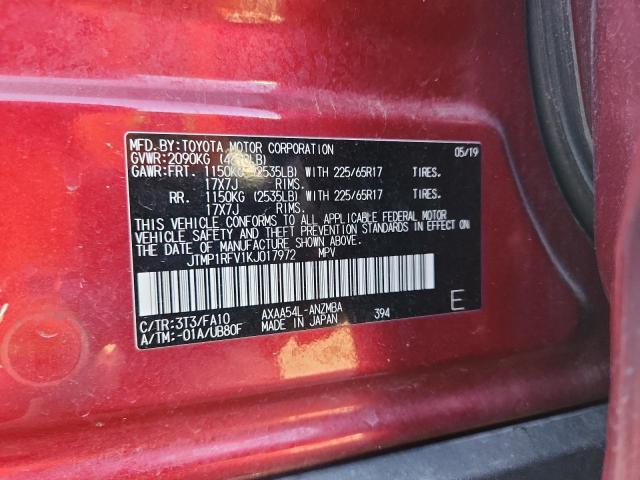 MFD.BY:TOYOTA MOTOR CORPORATION 05/19
GVWR:2090KG
GAWR:FRT. 1150KG (2535LB) WITH 225/65R17 TIRES.
17X7J RIMS.
RR. 1150KG (2535LB) WITH 225/65R17 TIRES.
17X7J RIMS.
THIS VEHICLE CONFORMS TO ALL APPLICABLE FEDERAL MOTOR
VEHICLE SAFETY AND THEFT PREVENTION STANDARDS IN EFFECT ON
THE DATE OF MANUFACTURE SHOWN ABOVE.
JTMP1RFV1KJ017972 MPV
C/TR:3T3/FA10 AXAA54L-ANZMBA 394 E
A/TM:-01A/UB80F MADE IN JAPAN